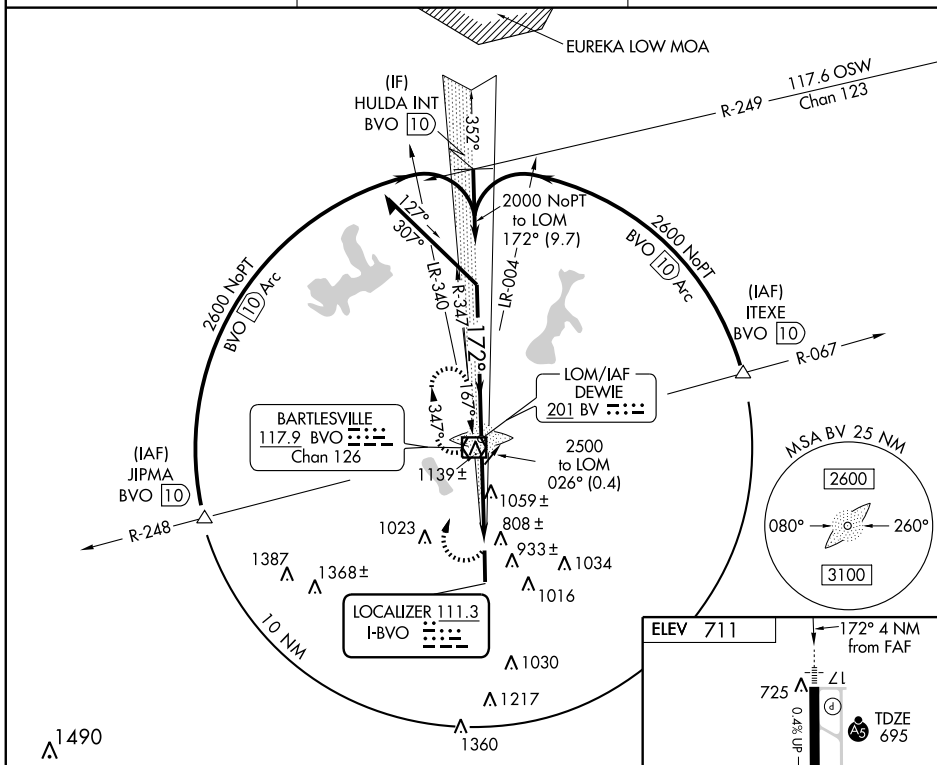 EUREKA LOW MOA
117.6 OSW
Chan 123
R-249
(IF)
HULDA INT
BVO 10
352°
2000 NoPT
to LOM
172° (9.7)
127°
307°
LR-340
R-347
LR-004
2600 NoPT
BVO 10 Arc
2600 NoPT
BVO 10 Arc
(IAF)
ITEXE
BVO 10
R-067
172°
LOM/IAF
DEWIE
201 BV
347°
167°
BARTLESVILLE
117.9 BVO
Chan 126
2500
to LOM
026° (0.4)
(IAF)
JIPMA
BVO 10
R-248
1139±
1059±
1023
808±
933±
1034
1016
1387
1368±
LOCALIZER 111.3
I-BVO
10 NM
1030
1217
1360
1490
MSA BV 25 NM
2600
080°
260°
3100
ELEV 711
172° 4 NM
from FAF
17
725
P
0.4% UP
A5
TDZE
695